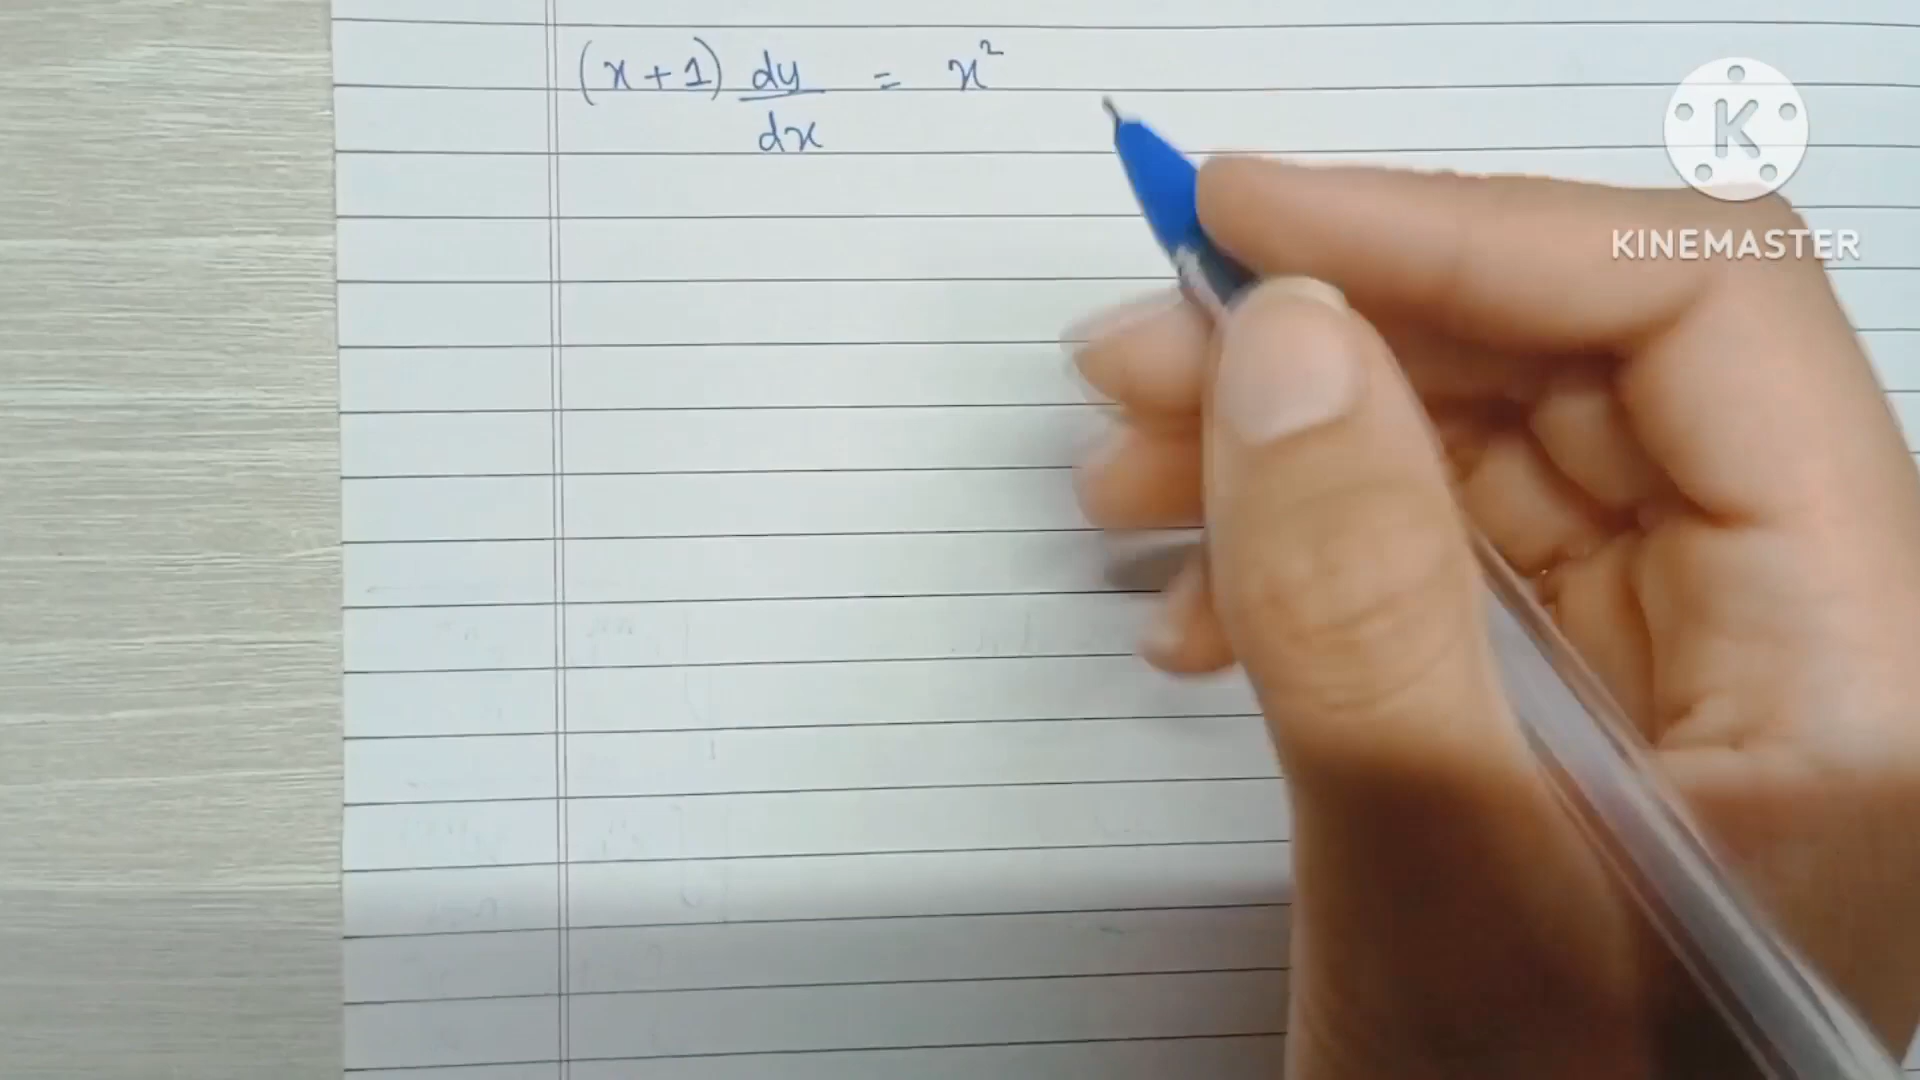 (x+1) dy/dx = x²
K
KINEMASTER